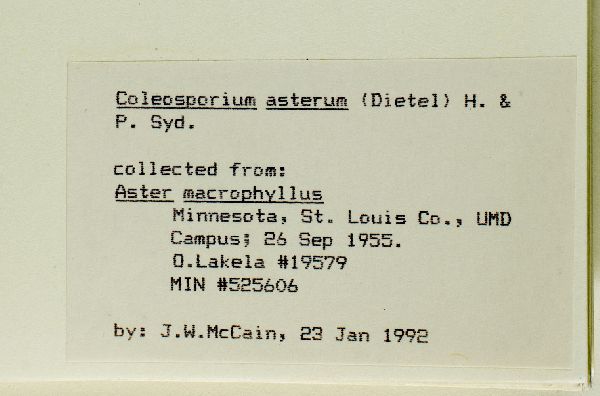 Coleosporium asterum (Dietel) H. &
P. Syd.
collected from:
Aster macrophyllus
Minnesota, St. Louis Co., UMD
Campus; 26 Sep 1955.
O.Lakela #19579
MIN #525606
by: J.W.McCain, 23 Jan 1992